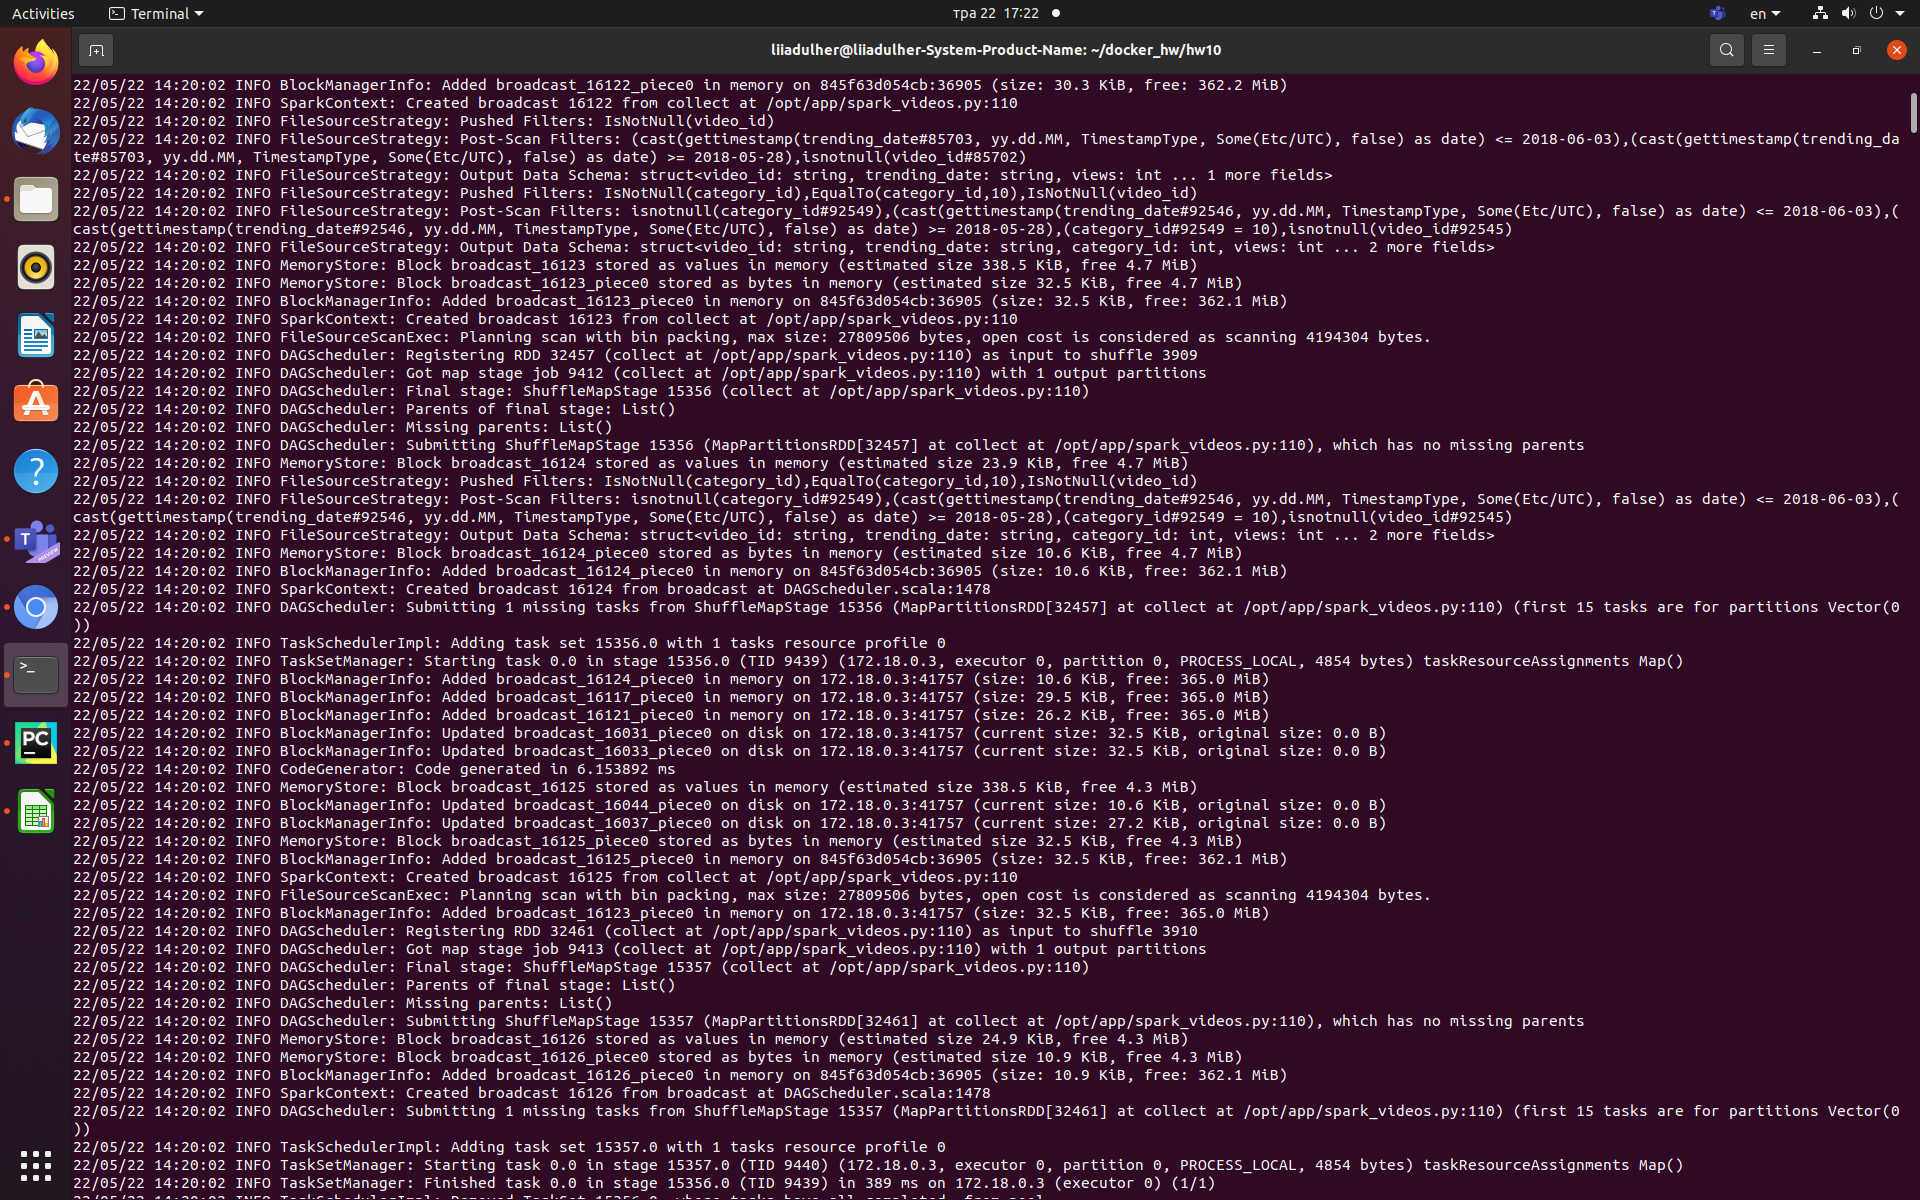 Activities
Terminal
тра 22 17:22
en
liiadulher@liiadulher-System-Product-Name: ~/docker_hw/hw10
22/05/22 14:20:02 INFO BlockManagerInfo: Added broadcast_16122_piece0 in memory on 845f63d054cb:36905 (size: 30.3 KiB, free: 362.2 MiB)
22/05/22 14:20:02 INFO SparkContext: Created broadcast 16122 from collect at /opt/app/spark_videos.py:110
22/05/22 14:20:02 INFO FileSourceStrategy: Pushed Filters: IsNotNull(video_id)
22/05/22 14:20:02 INFO FileSourceStrategy: Post-Scan Filters: (cast(gettimestamp(trending_date#85703, yy.dd.MM, TimestampType, Some(Etc/UTC), false) as date) <= 2018-06-03),(cast(gettimestamp(trending_da
te#85703, yy.dd.MM, TimestampType, Some(Etc/UTC), false) as date) >= 2018-05-28),isnotnull(video_id#85702)
22/05/22 14:20:02 INFO FileSourceStrategy: Output Data Schema: struct<video_id: string, trending_date: string, views: int ... 1 more fields>
22/05/22 14:20:02 INFO FileSourceStrategy: Pushed Filters: IsNotNull(category_id),EqualTo(category_id,10),IsNotNull(video_id)
22/05/22 14:20:02 INFO FileSourceStrategy: Post-Scan Filters: isnotnull(category_id#92549),(cast(gettimestamp(trending_date#92546, yy.dd.MM, TimestampType, Some(Etc/UTC), false) as date) <= 2018-06-03),(
cast(gettimestamp(trending_date#92546, yy.dd.MM, TimestampType, Some(Etc/UTC), false) as date) >= 2018-05-28),(category_id#92549 = 10),isnotnull(video_id#92545)
22/05/22 14:20:02 INFO FileSourceStrategy: Output Data Schema: struct<video_id: string, trending_date: string, category_id: int, views: int ... 2 more fields>
22/05/22 14:20:02 INFO MemoryStore: Block broadcast_16123 stored as values in memory (estimated size 338.5 KiB, free 4.7 MiB)
22/05/22 14:20:02 INFO MemoryStore: Block broadcast_16123_piece0 stored as bytes in memory (estimated size 32.5 KiB, free 4.7 MiB)
22/05/22 14:20:02 INFO BlockManagerInfo: Added broadcast_16123_piece0 in memory on 845f63d054cb:36905 (size: 32.5 KiB, free: 362.1 MiB)
22/05/22 14:20:02 INFO SparkContext: Created broadcast 16123 from collect at /opt/app/spark_videos.py:110
22/05/22 14:20:02 INFO FileSourceScanExec: Planning scan with bin packing, max size: 27809506 bytes, open cost is considered as scanning 4194304 bytes.
22/05/22 14:20:02 INFO DAGScheduler: Registering RDD 32457 (collect at /opt/app/spark_videos.py:110) as input to shuffle 3909
22/05/22 14:20:02 INFO DAGScheduler: Got map stage job 9412 (collect at /opt/app/spark_videos.py:110) with 1 output partitions
22/05/22 14:20:02 INFO DAGScheduler: Final stage: ShuffleMapStage 15356 (collect at /opt/app/spark_videos.py:110)
22/05/22 14:20:02 INFO DAGScheduler: Parents of final stage: List()
22/05/22 14:20:02 INFO DAGScheduler: Missing parents: List()
22/05/22 14:20:02 INFO DAGScheduler: Submitting ShuffleMapStage 15356 (MapPartitionsRDD[32457] at collect at /opt/app/spark_videos.py:110), which has no missing parents
22/05/22 14:20:02 INFO MemoryStore: Block broadcast_16124 stored as values in memory (estimated size 23.9 KiB, free 4.7 MiB)
22/05/22 14:20:02 INFO FileSourceStrategy: Pushed Filters: IsNotNull(category_id),EqualTo(category_id,10),IsNotNull(video_id)
22/05/22 14:20:02 INFO FileSourceStrategy: Post-Scan Filters: isnotnull(category_id#92549),(cast(gettimestamp(trending_date#92546, yy.dd.MM, TimestampType, Some(Etc/UTC), false) as date) <= 2018-06-03),(
cast(gettimestamp(trending_date#92546, yy.dd.MM, TimestampType, Some(Etc/UTC), false) as date) >= 2018-05-28),(category_id#92549 = 10),isnotnull(video_id#92545)
22/05/22 14:20:02 INFO FileSourceStrategy: Output Data Schema: struct<video_id: string, trending_date: string, category_id: int, views: int ... 2 more fields>
22/05/22 14:20:02 INFO MemoryStore: Block broadcast_16124_piece0 stored as bytes in memory (estimated size 10.6 KiB, free 4.7 MiB)
22/05/22 14:20:02 INFO BlockManagerInfo: Added broadcast_16124_piece0 in memory on 845f63d054cb:36905 (size: 10.6 KiB, free: 362.1 MiB)
22/05/22 14:20:02 INFO SparkContext: Created broadcast 16124 from broadcast at DAGScheduler.scala:1478
22/05/22 14:20:02 INFO DAGScheduler: Submitting 1 missing tasks from ShuffleMapStage 15356 (MapPartitionsRDD[32457] at collect at /opt/app/spark_videos.py:110) (first 15 tasks are for partitions Vector(0
))
22/05/22 14:20:02 INFO TaskSchedulerImpl: Adding task set 15356.0 with 1 tasks resource profile 0
22/05/22 14:20:02 INFO TaskSetManager: Starting task 0.0 in stage 15356.0 (TID 9439) (172.18.0.3, executor 0, partition 0, PROCESS_LOCAL, 4854 bytes) taskResourceAssignments Map()
22/05/22 14:20:02 INFO BlockManagerInfo: Added broadcast_16124_piece0 in memory on 172.18.0.3:41757 (size: 10.6 KiB, free: 365.0 MiB)
22/05/22 14:20:02 INFO BlockManagerInfo: Added broadcast_16117_piece0 in memory on 172.18.0.3:41757 (size: 29.5 KiB, free: 365.0 MiB)
22/05/22 14:20:02 INFO BlockManagerInfo: Added broadcast_16121_piece0 in memory on 172.18.0.3:41757 (size: 26.2 KiB, free: 365.0 MiB)
22/05/22 14:20:02 INFO BlockManagerInfo: Updated broadcast_16031_piece0 on disk on 172.18.0.3:41757 (current size: 32.5 KiB, original size: 0.0 B)
22/05/22 14:20:02 INFO BlockManagerInfo: Updated broadcast_16033_piece0 on disk on 172.18.0.3:41757 (current size: 32.5 KiB, original size: 0.0 B)
22/05/22 14:20:02 INFO CodeGenerator: Code generated in 6.153892 ms
22/05/22 14:20:02 INFO MemoryStore: Block broadcast_16125 stored as values in memory (estimated size 338.5 KiB, free 4.3 MiB)
22/05/22 14:20:02 INFO BlockManagerInfo: Updated broadcast_16044_piece0 on disk on 172.18.0.3:41757 (current size: 10.6 KiB, original size: 0.0 B)
22/05/22 14:20:02 INFO BlockManagerInfo: Updated broadcast_16037_piece0 on disk on 172.18.0.3:41757 (current size: 27.2 KiB, original size: 0.0 B)
22/05/22 14:20:02 INFO MemoryStore: Block broadcast_16125_piece0 stored as bytes in memory (estimated size 32.5 KiB, free 4.3 MiB)
22/05/22 14:20:02 INFO BlockManagerInfo: Added broadcast_16125_piece0 in memory on 845f63d054cb:36905 (size: 32.5 KiB, free: 362.1 MiB)
22/05/22 14:20:02 INFO SparkContext: Created broadcast 16125 from collect at /opt/app/spark_videos.py:110
22/05/22 14:20:02 INFO FileSourceScanExec: Planning scan with bin packing, max size: 27809506 bytes, open cost is considered as scanning 4194304 bytes.
22/05/22 14:20:02 INFO BlockManagerInfo: Added broadcast_16123_piece0 in memory on 172.18.0.3:41757 (size: 32.5 KiB, free: 365.0 MiB)
22/05/22 14:20:02 INFO DAGScheduler: Registering RDD 32461 (collect at /opt/app/spark_videos.py:110) as input to shuffle 3910
22/05/22 14:20:02 INFO DAGScheduler: Got map stage job 9413 (collect at /opt/app/spark_videos.py:110) with 1 output partitions
22/05/22 14:20:02 INFO DAGScheduler: Final stage: ShuffleMapStage 15357 (collect at /opt/app/spark_videos.py:110)
22/05/22 14:20:02 INFO DAGScheduler: Parents of final stage: List()
22/05/22 14:20:02 INFO DAGScheduler: Missing parents: List()
22/05/22 14:20:02 INFO DAGScheduler: Submitting ShuffleMapStage 15357 (MapPartitionsRDD[32461] at collect at /opt/app/spark_videos.py:110), which has no missing parents
22/05/22 14:20:02 INFO MemoryStore: Block broadcast_16126 stored as values in memory (estimated size 24.9 KiB, free 4.3 MiB)
22/05/22 14:20:02 INFO MemoryStore: Block broadcast_16126_piece0 stored as bytes in memory (estimated size 10.9 KiB, free 4.3 MiB)
22/05/22 14:20:02 INFO BlockManagerInfo: Added broadcast_16126_piece0 in memory on 845f63d054cb:36905 (size: 10.9 KiB, free: 362.1 MiB)
22/05/22 14:20:02 INFO SparkContext: Created broadcast 16126 from broadcast at DAGScheduler.scala:1478
22/05/22 14:20:02 INFO DAGScheduler: Submitting 1 missing tasks from ShuffleMapStage 15357 (MapPartitionsRDD[32461] at collect at /opt/app/spark_videos.py:110) (first 15 tasks are for partitions Vector(0
))
22/05/22 14:20:02 INFO TaskSchedulerImpl: Adding task set 15357.0 with 1 tasks resource profile 0
22/05/22 14:20:02 INFO TaskSetManager: Starting task 0.0 in stage 15357.0 (TID 9440) (172.18.0.3, executor 0, partition 0, PROCESS_LOCAL, 4854 bytes) taskResourceAssignments Map()
22/05/22 14:20:02 INFO TaskSetManager: Finished task 0.0 in stage 15356.0 (TID 9439) in 389 ms on 172.18.0.3 (executor 0) (1/1)